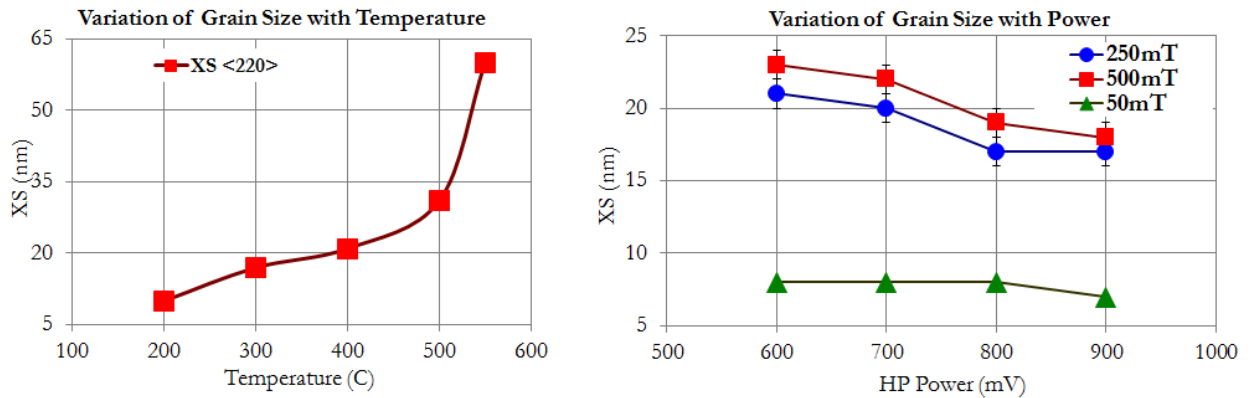 Variation of Grain Size with Temperature
65
50
35
20
5
XS (nm)
XS <220>
100 200 300 400 500 600
Temperature (C)
Variation of Grain Size with Power
25
20
15
10
5
XS (nm)
250mT
500mT
50mT
500 600 700 800 900 1000
HP Power (mV)